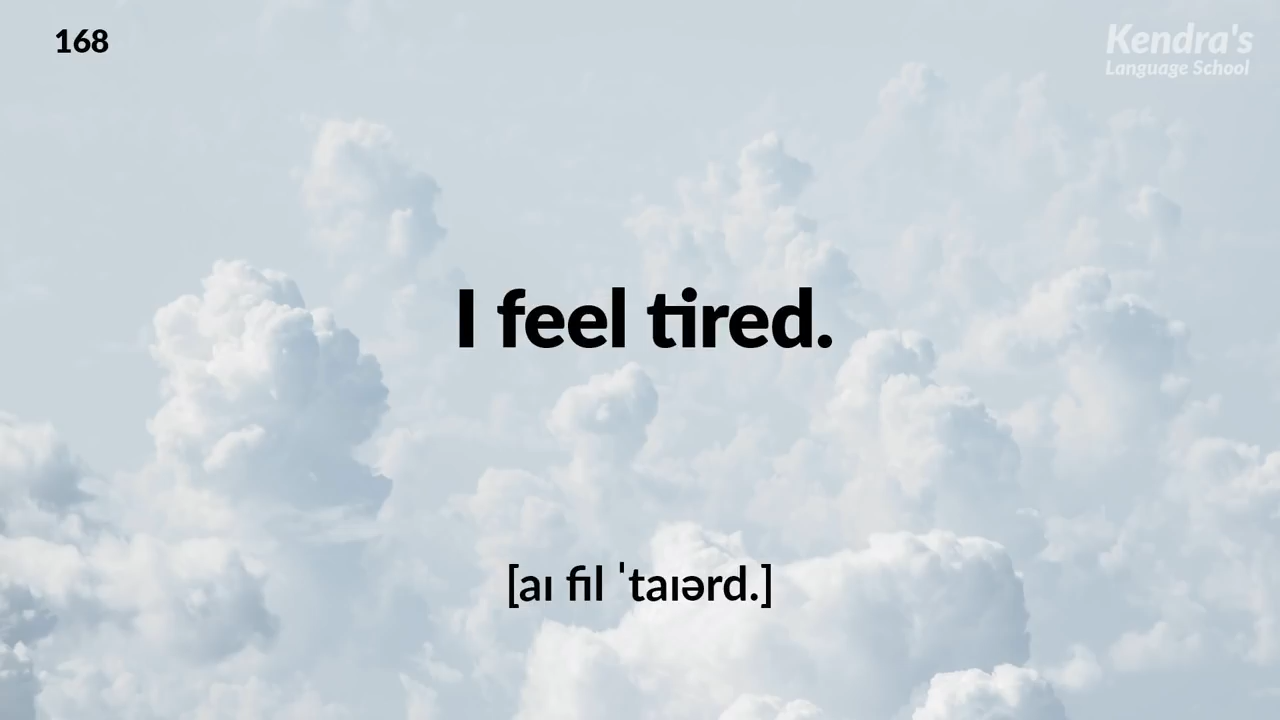 168
Kendra's
Language School
I feel tired.
[aɪ fil ˈtaɪərd.]